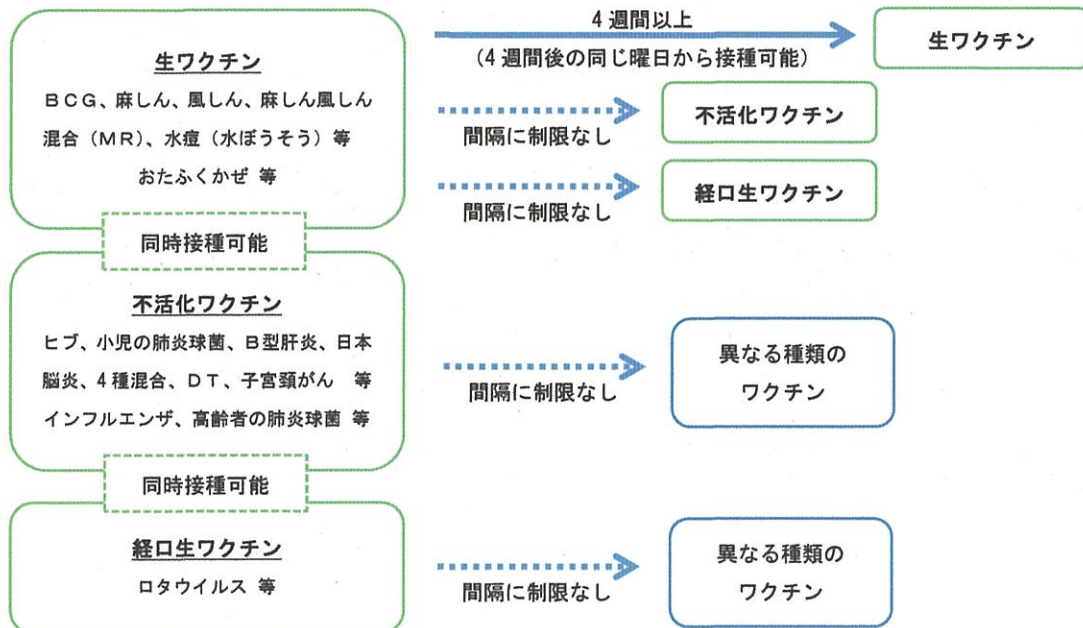 生ワクチン
BCG、麻しん、風しん、麻しん風しん
混合（MR）、水痘（水ぼうそう）等
おたふくかぜ 等
4週間以上
（4週間後の同じ曜日から接種可能）
生ワクチン
間隔に制限なし
不活化ワクチン
間隔に制限なし
経口生ワクチン
同時接種可能
不活化ワクチン
ヒブ、小児の肺炎球菌、B型肝炎、日本
脳炎、4種混合、DT、子宮頸がん 等
インフルエンザ、高齢者の肺炎球菌 等
間隔に制限なし
異なる種類の
ワクチン
同時接種可能
経口生ワクチン
ロタウイルス 等
間隔に制限なし
異なる種類の
ワクチン